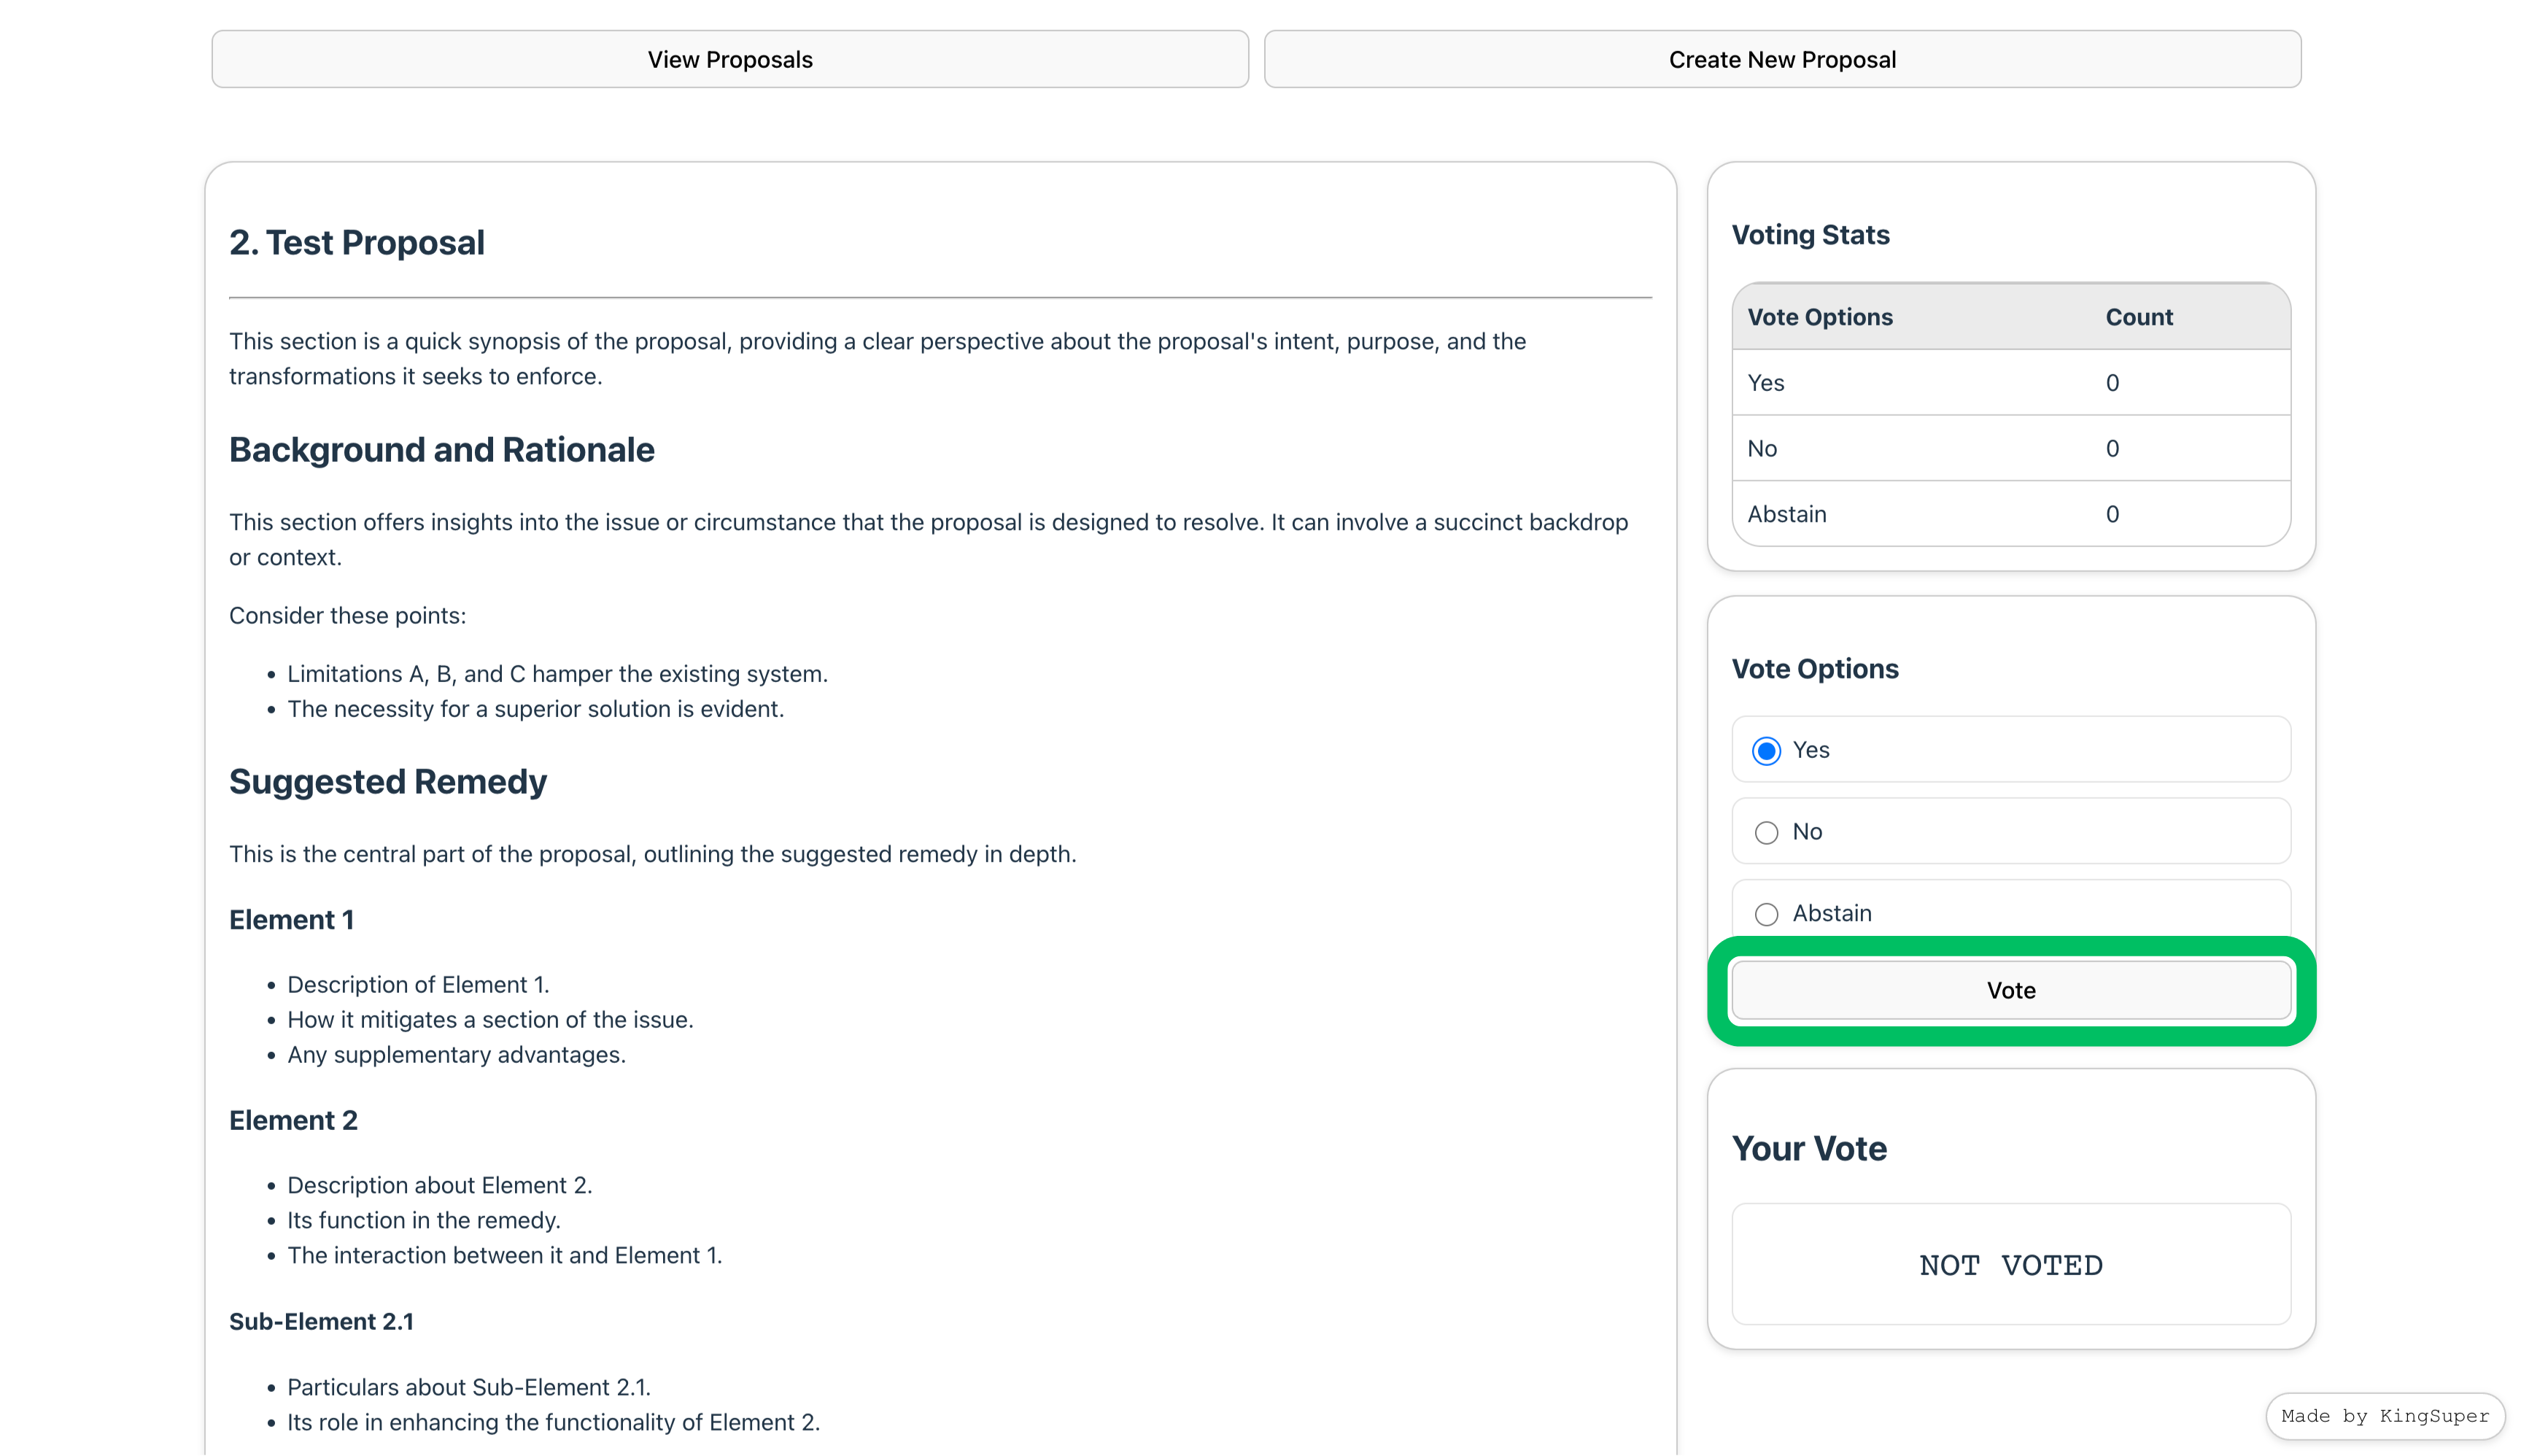 View Proposals
Create New Proposal
2. Test Proposal
This section is a quick synopsis of the proposal, providing a clear perspective about the proposal's intent, purpose, and the
transformations it seeks to enforce.
Background and Rationale
This section offers insights into the issue or circumstance that the proposal is designed to resolve. It can involve a succinct backdrop
or context.
Consider these points:
• Limitations A, B, and C hamper the existing system.
• The necessity for a superior solution is evident.
Suggested Remedy
This is the central part of the proposal, outlining the suggested remedy in depth.
Element 1
• Description of Element 1.
• How it mitigates a section of the issue.
• Any supplementary advantages.
Element 2
• Description about Element 2.
• Its function in the remedy.
• The interaction between it and Element 1.
Sub-Element 2.1
• Particulars about Sub-Element 2.1.
• Its role in enhancing the functionality of Element 2.
Voting Stats
Vote Options Count
Yes 0
No 0
Abstain 0
Vote Options
Yes
No
Abstain
Vote
Your Vote
NOT VOTED
Made by KingSuper